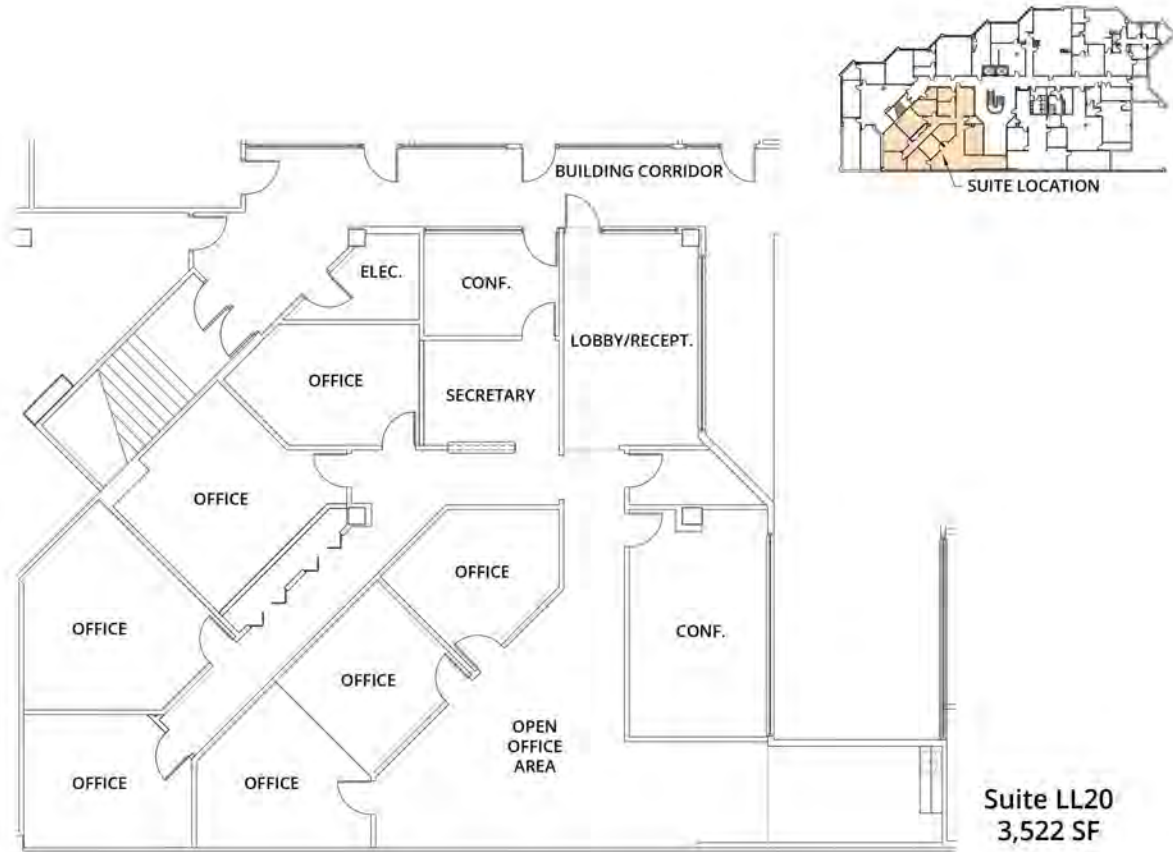 BUILDING CORRIDOR
SUITE LOCATION
ELEC.
CONF.
LOBBY/RECEPT.
OFFICE
SECRETARY
OFFICE
OFFICE
OFFICE
CONF.
OFFICE
OPEN
OFFICE
AREA
OFFICE
OFFICE
Suite LL20
3,522 SF